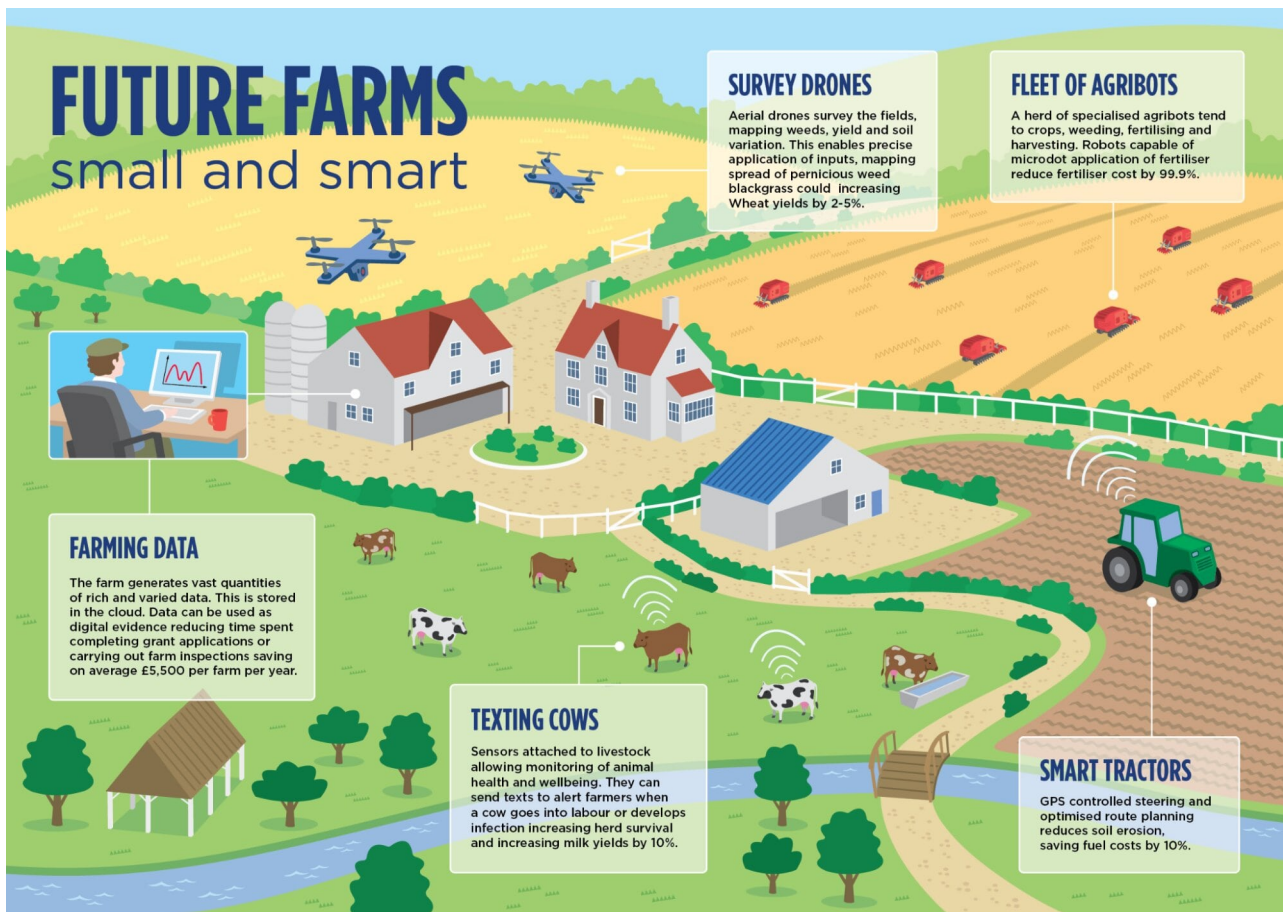 FUTURE FARMS
small and smart
SURVEY DRONES
Aerial drones survey the fields,
mapping weeds, yield and soil
variation. This enables precise
application of inputs, mapping
spread of pernicious weed
blackgrass could increasing
Wheat yields by 2-5%.
FLEET OF AGRIBOTS
A herd of specialised agribots tend
to crops, weeding, fertilising and
harvesting. Robots capable of
microdot application of fertiliser
reduce fertiliser cost by 99.9%.
FARMING DATA
The farm generates vast quantities
of rich and varied data. This is stored
in the cloud. Data can be used as
digital evidence reducing time spent
completing grant applications or
carrying out farm inspections saving
on average £5,500 per farm per year.
TEXTING COWS
Sensors attached to livestock
allowing monitoring of animal
health and wellbeing. They can
send texts to alert farmers when
a cow goes into labour or develops
infection increasing herd survival
and increasing milk yields by 10%.
SMART TRACTORS
GPS controlled steering and
optimised route planning
reduces soil erosion,
saving fuel costs by 10%.